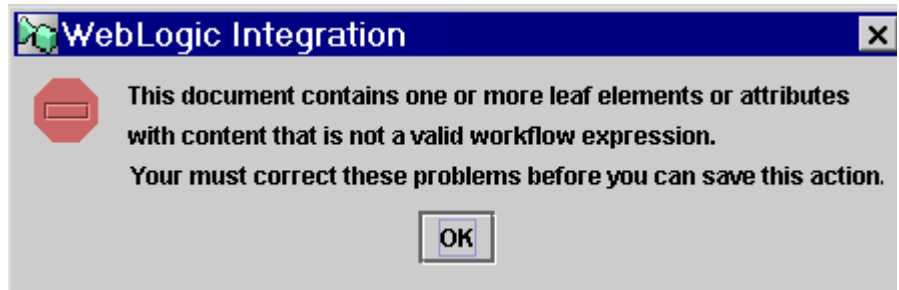 WebLogic Integration
This document contains one or more leaf elements or attributes
with content that is not a valid workflow expression.
Your must correct these problems before you can save this action.
OK